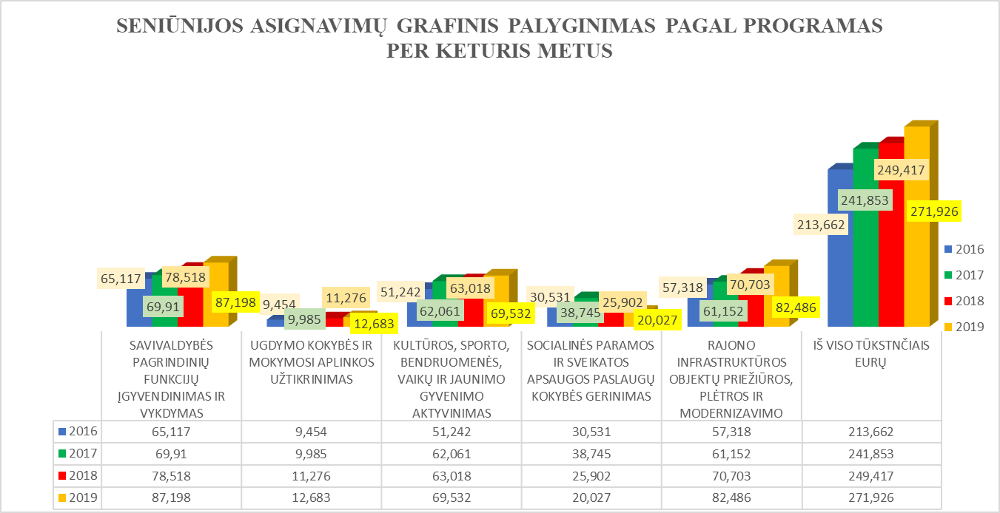 SENIŪNIJOS ASIGNAVIMŲ GRAFINIS PALYGINIMAS PAGAL PROGRAMAS
PER KETURIS METUS
65,117
69,91
78,518
87,198
9,454
9,985
11,276
12,683
51,242
62,061
63,018
69,532
30,531
38,745
25,902
20,027
57,318
61,152
70,703
82,486
213,662
241,853
249,417
271,926
2016
2017
2018
2019
SAVIVALDYBĖS
PAGRINDINIŲ
FUNKCIJŲ
ĮGYVENDINIMAS IR
VYKDYMAS
UGDYMO KOKYBĖS IR
MOKYMOSI APLINKOS
UŽTIKRINIMAS
KULTŪROS, SPORTO,
BENDRUOMENĖS,
VAIKŲ IR JAUNIMO
GYVENIMO
AKTYVINIMAS
SOCIALINĖS PARAMOS
IR SVEIKATOS
APSAUGOS PASLAUGŲ
KOKYBĖS GERINIMAS
RAJONO
INFRASTRUKTŪROS
OBJEKTŲ PRIEŽIŪROS,
PLĖTROS IR
MODERNIZAVIMO
IŠ VISO TŪKSTNČIAIS
EURŲ
2016 65,117 9,454 51,242 30,531 57,318 213,662
2017 69,91 9,985 62,061 38,745 61,152 241,853
2018 78,518 11,276 63,018 25,902 70,703 249,417
2019 87,198 12,683 69,532 20,027 82,486 271,926